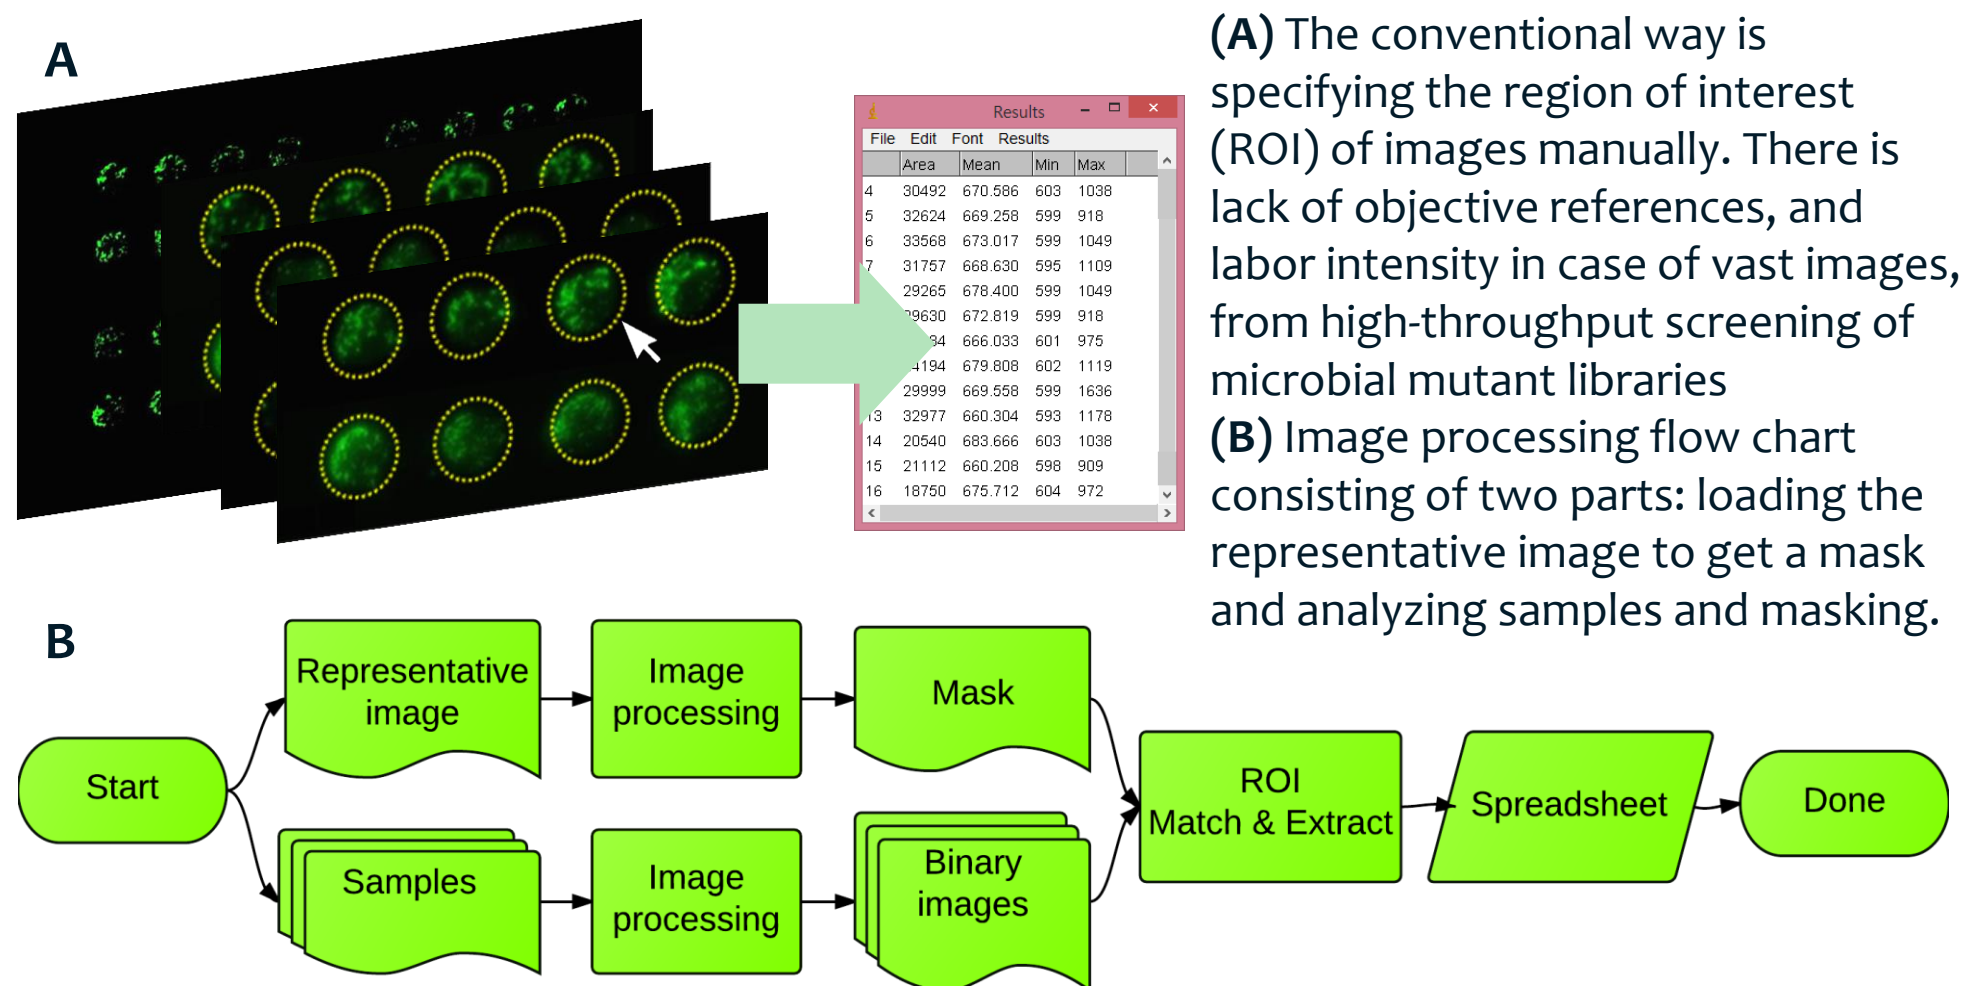 A
Results
File Edit Font Results
Area Mean Min Max
4 30492 670.586 603 1038
5 32624 669.258 599 918
6 33568 673.017 599 1049
7 31757 668.630 595 1109
29265 678.400 599 1049
9630 672.819 599 918
4 666.033 601 975
4194 679.808 602 1119
29999 669.558 599 1636
13 32977 660.304 593 1178
14 20540 683.666 603 1038
15 21112 660.208 598 909
16 18750 675.712 604 972
(A) The conventional way is
specifying the region of interest
(ROI) of images manually. There is
lack of objective references, and
labor intensity in case of vast images,
from high-throughput screening of
microbial mutant libraries
(B) Image processing flow chart
consisting of two parts: loading the
representative image to get a mask
and analyzing samples and masking.
B
Start
Representative
image
Image
processing
Mask
Samples
Image
processing
Binary
images
ROI
Match & Extract
Spreadsheet
Done